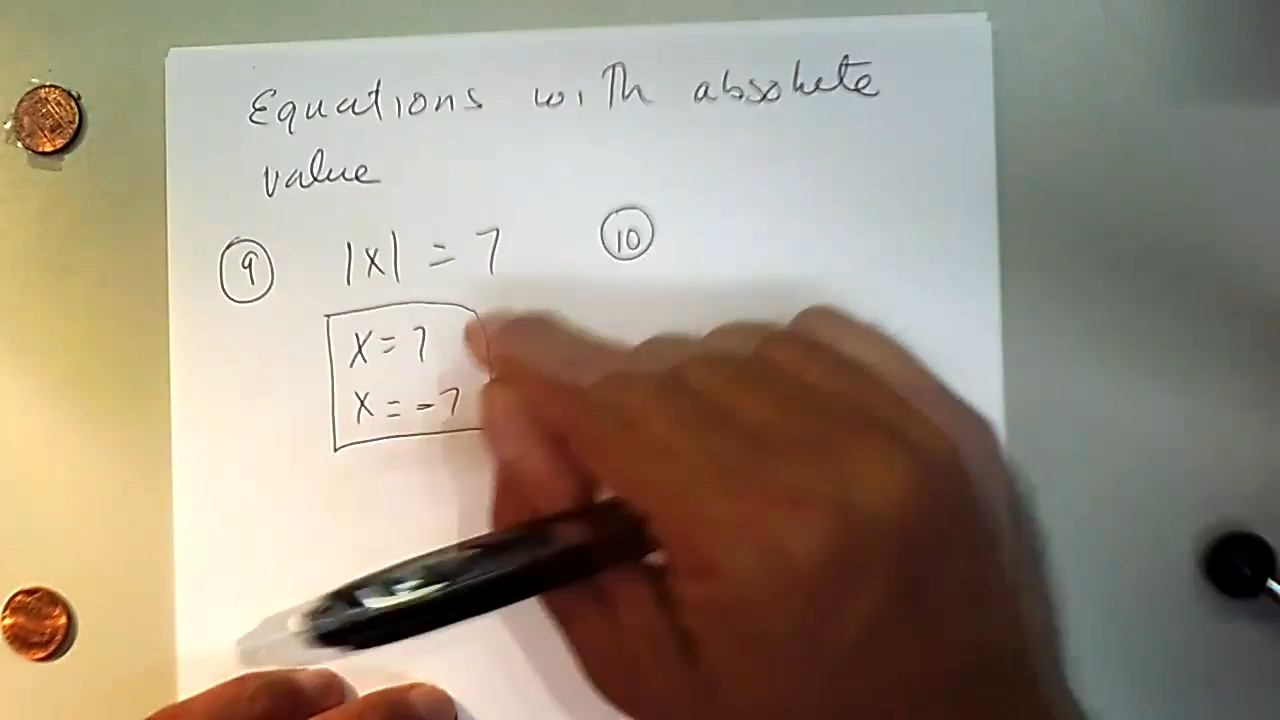 Equations with absolute
value
9 |x| = 7
10
x = 7
x = -7